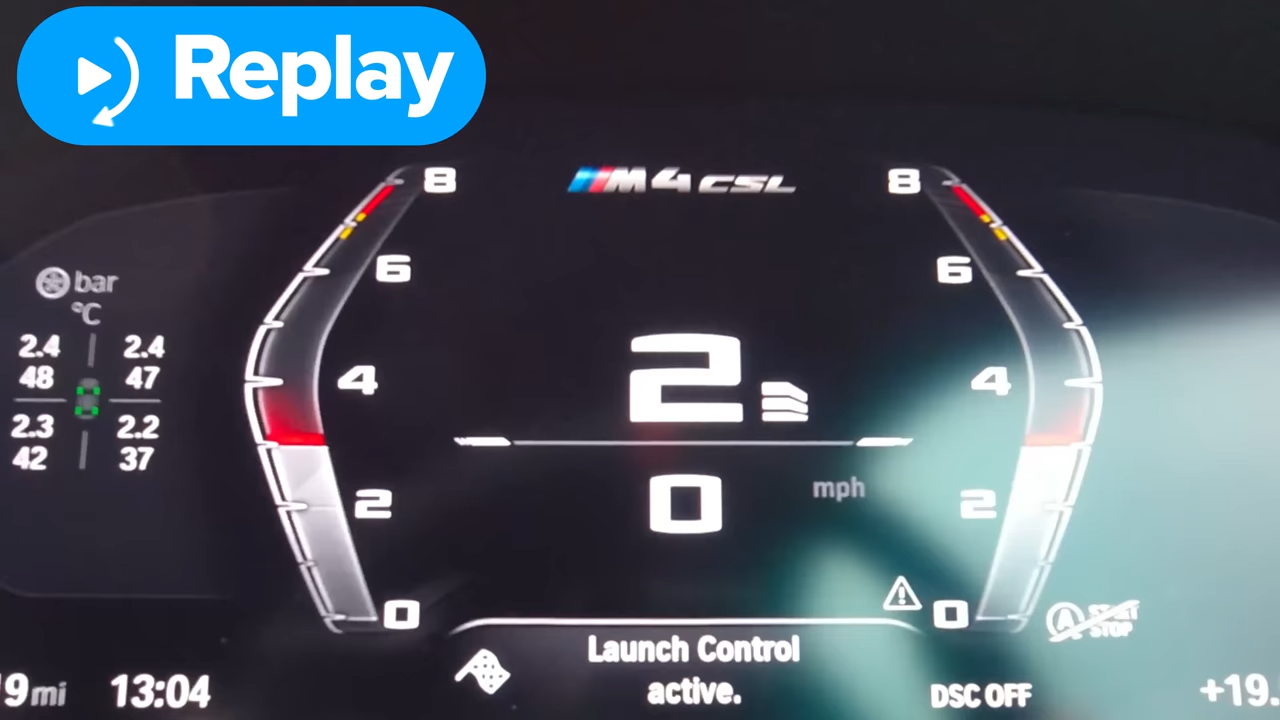 Replay
8
M4 CSL
8
6
6
bar
°C
2.4 2.4
48 47
2.3 2.2
42 37
4
2
4
2
0
mph
2
0
0
Launch Control
active.
A START STOP
9 mi
13:04
DSC OFF
+19.